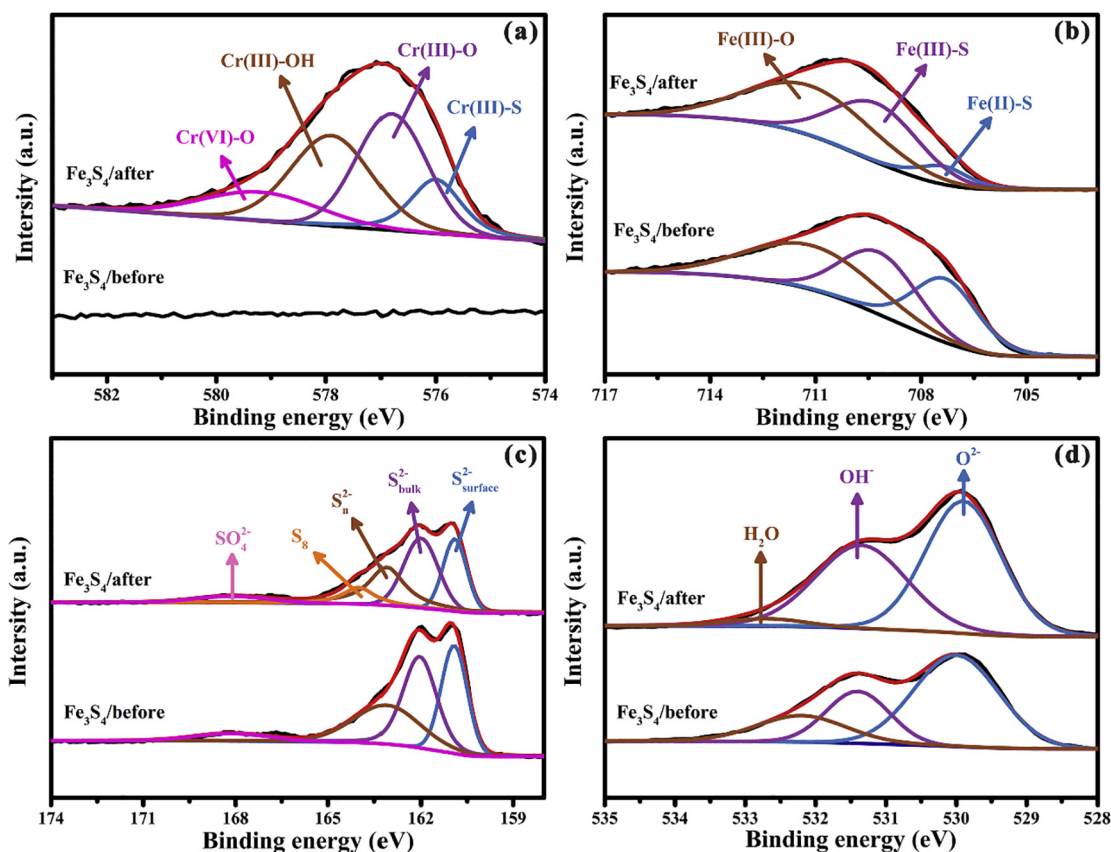 (a)
Cr(III)-O
Cr(III)-OH
Cr(III)-S
Cr(VI)-O
Fe₃S₄/after
Fe₃S₄/before
Intersity (a.u.)
582 580 578 576 574
Binding energy (eV)
(b)
Fe(III)-O
Fe(III)-S
Fe₃S₄/after
Fe(II)-S
Fe₃S₄/before
Intersity (a.u.)
717 714 711 708 705
Binding energy (eV)
(c)
S²⁻bulk
S²⁻surface
Sₙ²⁻
SO₄²⁻
S₈
Fe₃S₄/after
Fe₃S₄/before
Intersity (a.u.)
174 171 168 165 162 159
Binding energy (eV)
(d)
O²⁻
OH⁻
H₂O
Fe₃S₄/after
Fe₃S₄/before
Intersity (a.u.)
535 534 533 532 531 530 529 528
Binding energy (eV)